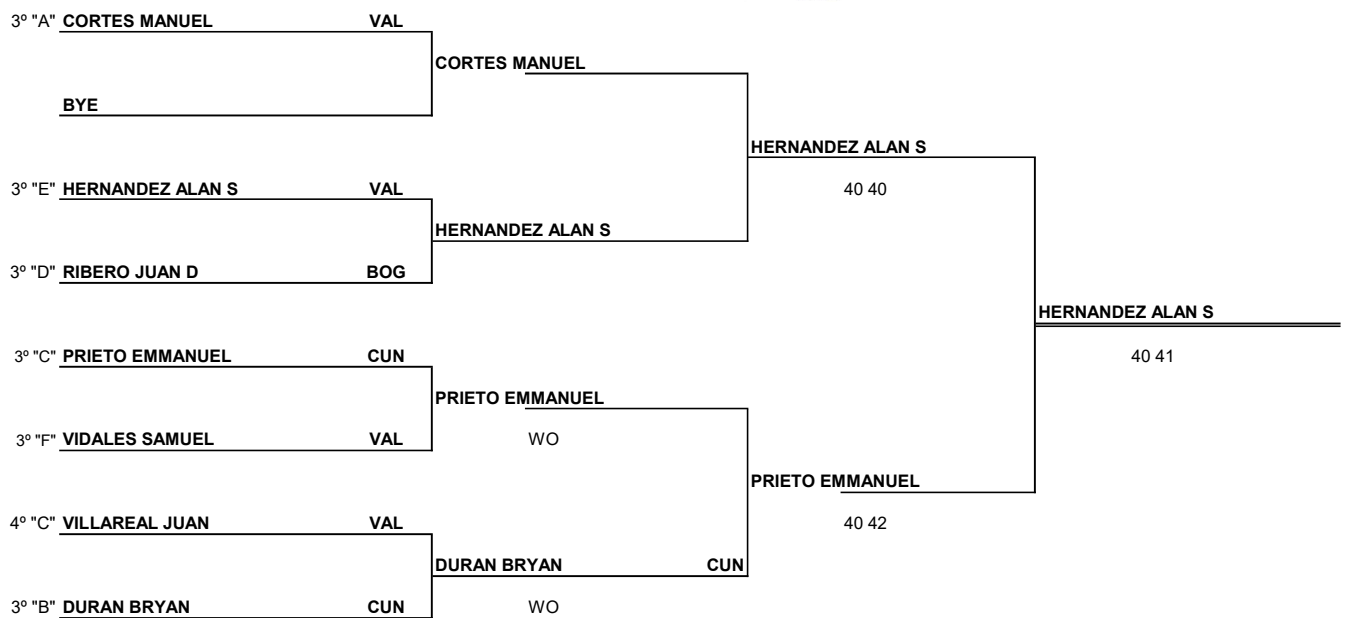 3º "A" CORTES MANUEL VAL
CORTES MANUEL
BYE
HERNANDEZ ALAN S
3º "E" HERNANDEZ ALAN S VAL 40 40
HERNANDEZ ALAN S
3º "D" RIBERO JUAN D BOG
HERNANDEZ ALAN S
3º "C" PRIETO EMMANUEL CUN 40 41
PRIETO EMMANUEL
3º "F" VIDALES SAMUEL VAL WO
PRIETO EMMANUEL
4º "C" VILLAREAL JUAN VAL 40 42
DURAN BRYAN CUN
3º "B" DURAN BRYAN CUN WO